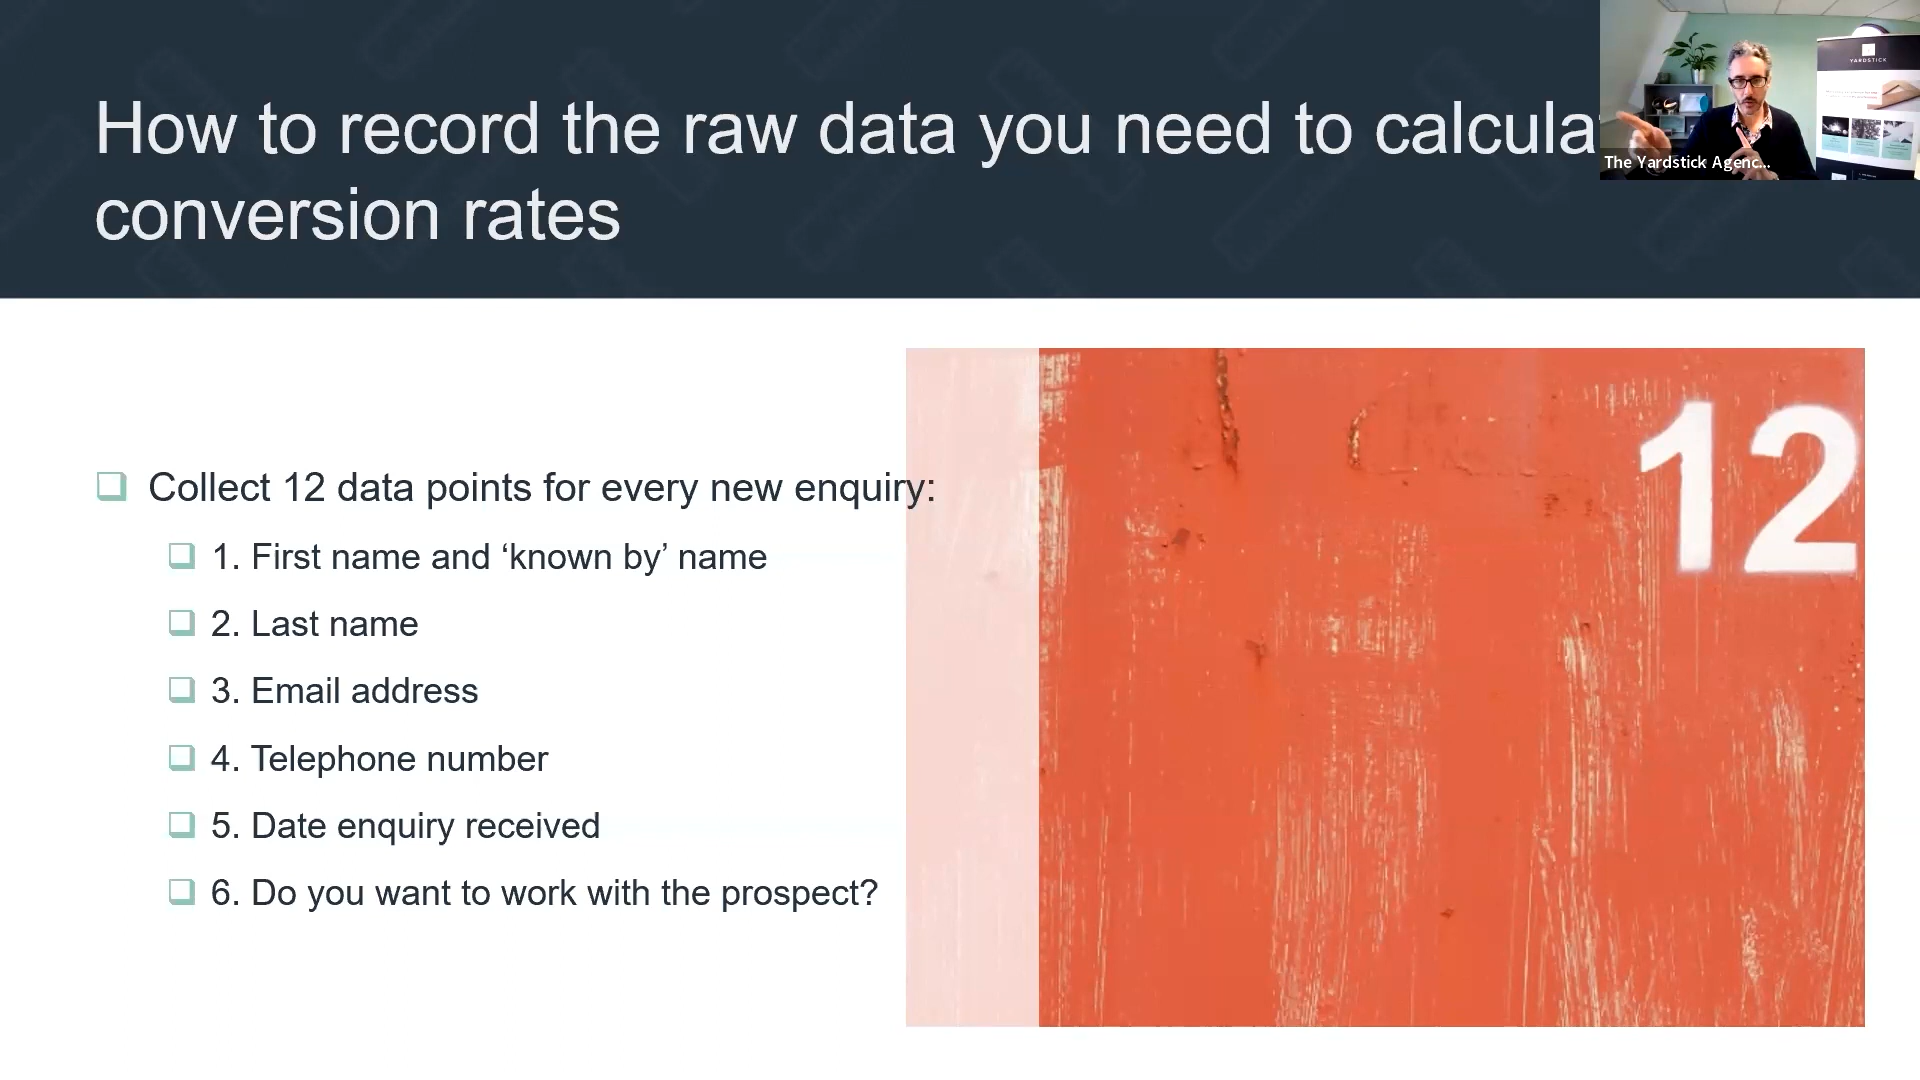 How to record the raw data you need to calcula
conversion rates
YARDSTICK
The Yardstick Agenc...
Collect 12 data points for every new enquiry:
1. First name and ‘known by’ name
2. Last name
3. Email address
4. Telephone number
5. Date enquiry received
6. Do you want to work with the prospect?
12